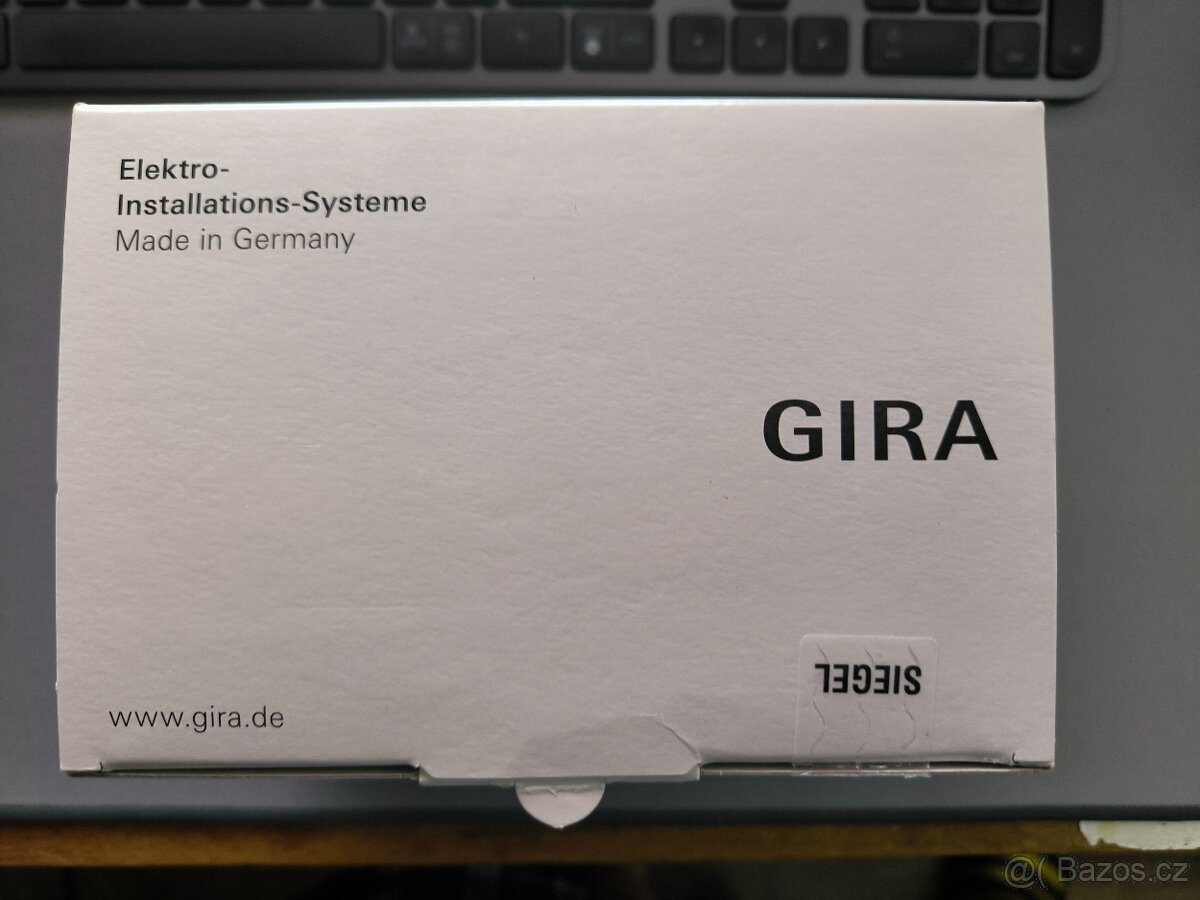 Elektro-
Installations-Systeme
Made in Germany
GIRA
SIEGEL
www.gira.de
@( Bazos.cz